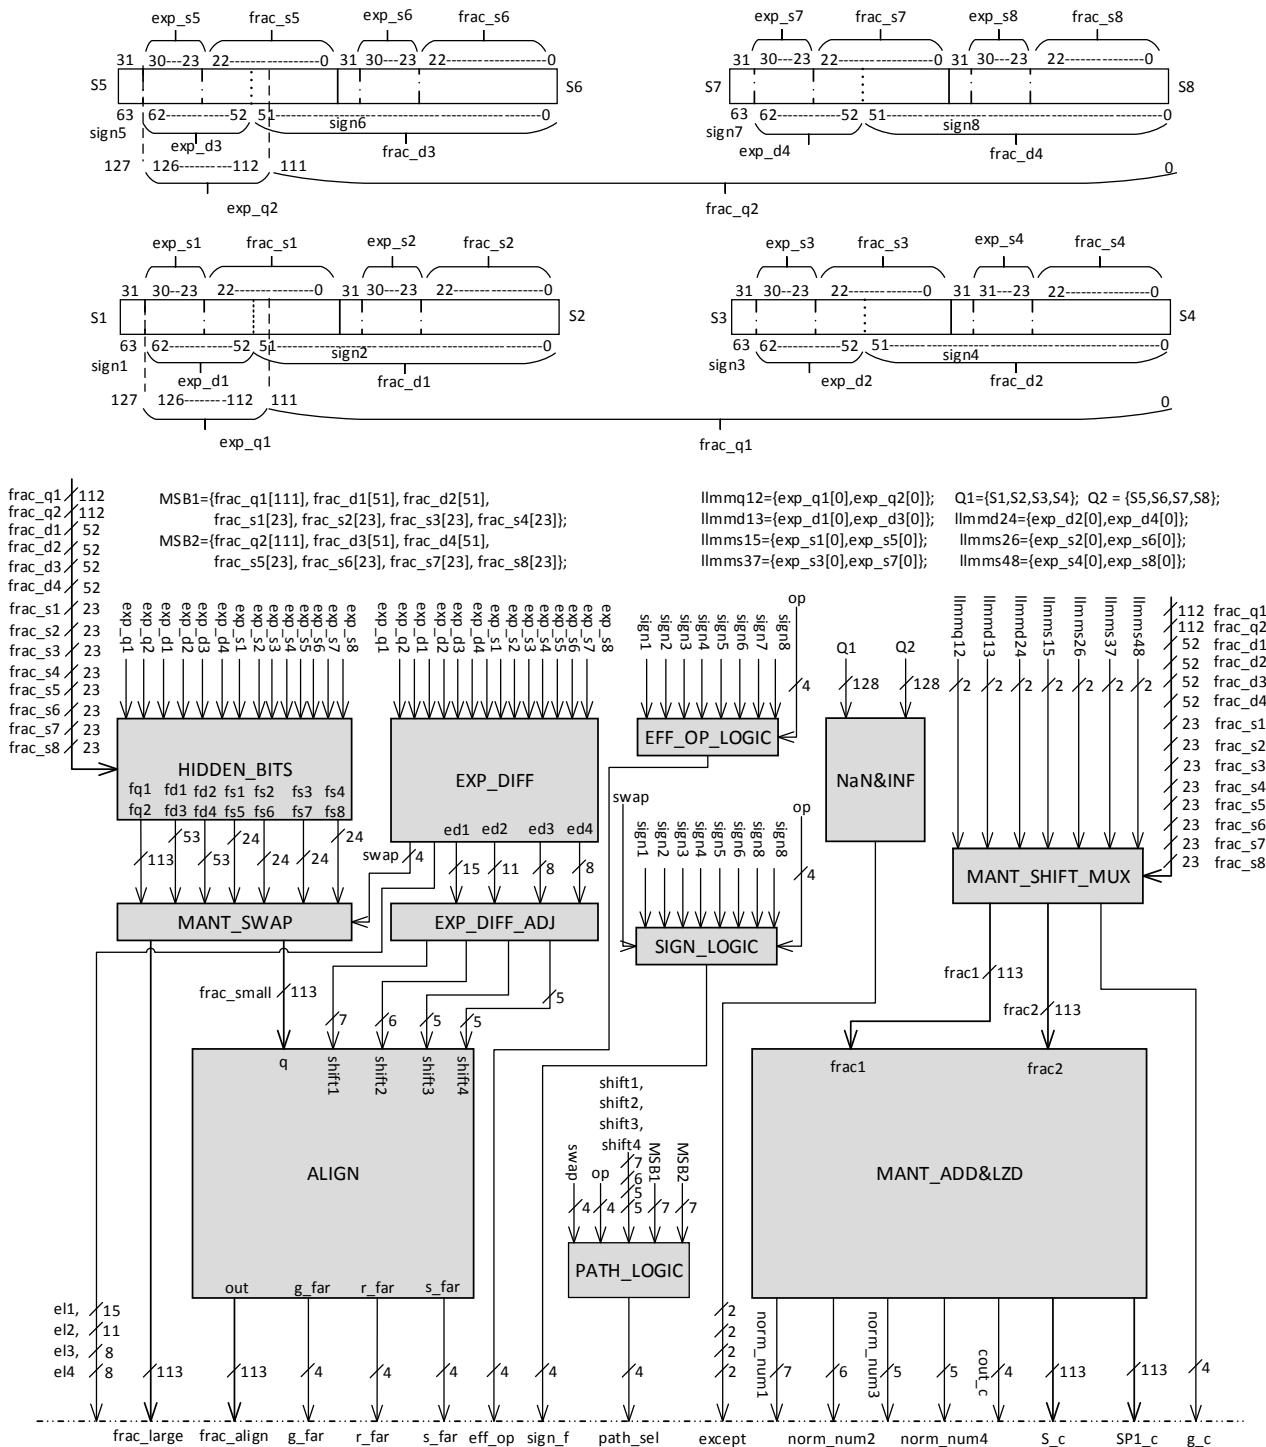 exp_s5 frac_s5 exp_s6 frac_s6 exp_s7 frac_s7 exp_s8 frac_s8
31 30---23 22----------------0 31 30---23 22--------------------0 31 30---23 22----------------0 31 30---23 22--------------------0
S5 S6 S7 S8
63 62----------52 51------------------------------------------0 63 62----------52 51------------------------------------------0
sign5 sign6 sign7 sign8
exp_d3 frac_d3 exp_d4 frac_d4
127 126-----------112 111 0
exp_q2 frac_q2
exp_s1 frac_s1 exp_s2 frac_s2 exp_s3 frac_s3 exp_s4 frac_s4
31 30--23 22----------------0 31 30--23 22--------------------0 31 30--23 22----------------0 31 31---23 22--------------------0
S1 S2 S3 S4
63 62----------52 51------------------------------------------0 63 62----------52 51------------------------------------------0
sign1 sign2 sign3 sign4
exp_d1 frac_d1 exp_d2 frac_d2
127 126--------112 111 0
exp_q1 frac_q1
MSB1={frac_q1[111], frac_d1[51], frac_d2[51],
frac_s1[23], frac_s2[23], frac_s3[23], frac_s4[23]};
MSB2={frac_q2[111], frac_d3[51], frac_d4[51],
frac_s5[23], frac_s6[23], frac_s7[23], frac_s8[23]};
llmmq12={exp_q1[0],exp_q2[0]}; Q1={S1,S2,S3,S4}; Q2 = {S5,S6,S7,S8};
llmmd13={exp_d1[0],exp_d3[0]}; llmmd24={exp_d2[0],exp_d4[0]};
llmms15={exp_s1[0],exp_s5[0]}; llmms26={exp_s2[0],exp_s6[0]};
llmms37={exp_s3[0],exp_s7[0]}; llmms48={exp_s4[0],exp_s8[0]};
frac_q1 112
frac_q2 112
frac_d1 52
frac_d2 52
frac_d3 52
frac_d4 52
frac_s1 23
frac_s2 23
frac_s3 23
frac_s4 23
frac_s5 23
frac_s6 23
frac_s7 23
frac_s8 23
exp_q1 exp_q2 exp_d1 exp_d2 exp_d3 exp_d4 exp_s1 exp_s2 exp_s3 exp_s4 exp_s5 exp_s6 exp_s7 exp_s8
HIDDEN_BITS
fq1 fd1 fd2 fs1 fs2 fs3 fs4
fq2 fd3 fd4 fs5 fs6 fs7 fs8
113 53 53 24 24 24 24
MANT_SWAP
exp_q1 exp_q2 exp_d1 exp_d2 exp_d3 exp_d4 exp_s1 exp_s2 exp_s3 exp_s4 exp_s5 exp_s6 exp_s7 exp_s8
EXP_DIFF
ed1 ed2 ed3 ed4
swap 4 15 11 8 8
EXP_DIFF_ADJ
sign1 sign2 sign3 sign4 sign5 sign6 sign7 sign8
op
4
EFF_OP_LOGIC
swap
op
sign1 sign2 sign3 sign4 sign5 sign6 sign8 sign8
4
SIGN_LOGIC
Q1 Q2
128 128
NaN&INF
llmmq12 llmmd13 llmmd24 llmms15 llmms26 llmms37 llmms48
2 2 2 2 2 2 2
112 frac_q1
112 frac_q2
52 frac_d1
52 frac_d2
52 frac_d3
52 frac_d4
23 frac_s1
23 frac_s2
23 frac_s3
23 frac_s4
23 frac_s5
23 frac_s6
23 frac_s7
23 frac_s8
MANT_SHIFT_MUX
frac_small 113
7 6 5 5 5
q shift1 shift2 shift3 shift4
ALIGN
out g_far r_far s_far
shift1,
shift2,
shift3,
shift4
swap op MSB1 MSB2
7
6
5
5
4 4 7 7
PATH_LOGIC
frac1 113
frac2 113
frac1 frac2
MANT_ADD&LZD
el1, 15
el2, 11
el3, 8
el4 8
113 113 4 4 4 4 4 4
2
2
2
2
norm_num1 7 6 norm_num3 5 5 cout_c 4 113 113 4
frac_large frac_align g_far r_far s_far eff_op sign_f path_sel except norm_num2 norm_num4 S_c SP1_c g_c